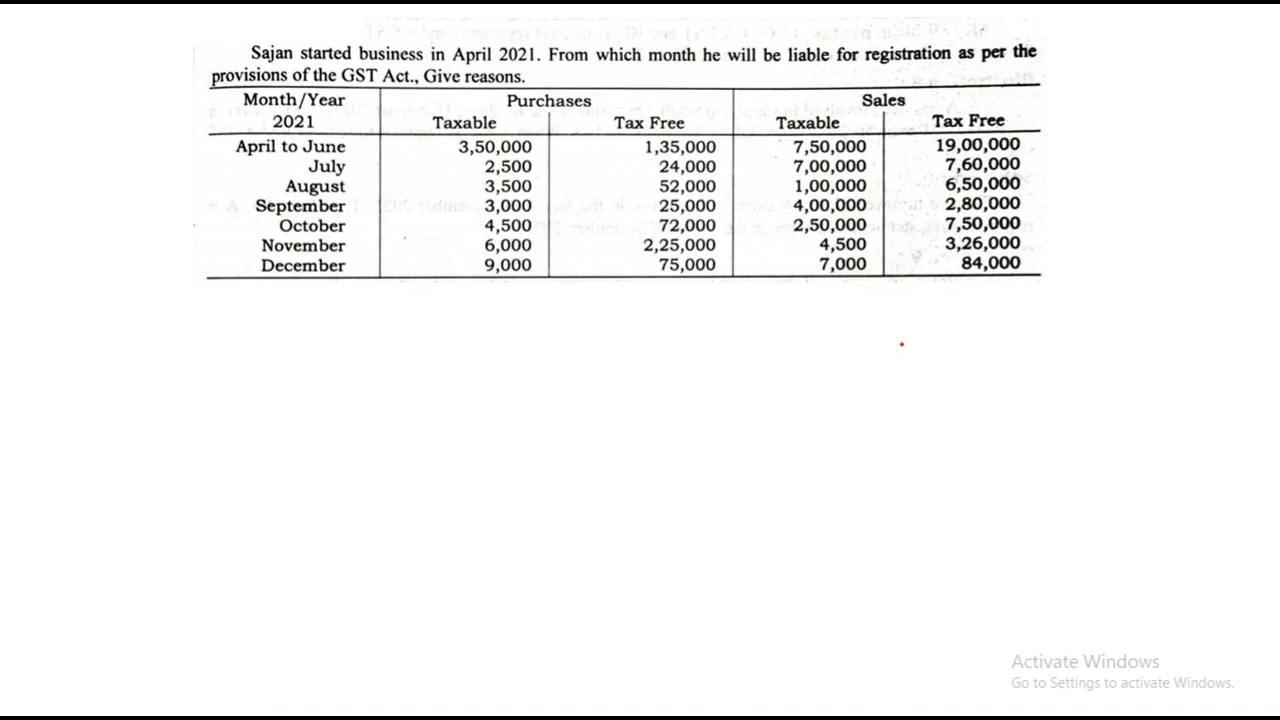 Sajan started business in April 2021. From which month he will be liable for registration as per the
provisions of the GST Act., Give reasons.
Month/Year Purchases Sales
2021 Taxable Tax Free Taxable Tax Free
April to June 3,50,000 1,35,000 7,50,000 19,00,000
July 2,500 24,000 7,00,000 7,60,000
August 3,500 52,000 1,00,000 6,50,000
September 3,000 25,000 4,00,000 2,80,000
October 4,500 72,000 2,50,000 7,50,000
November 6,000 2,25,000 4,500 3,26,000
December 9,000 75,000 7,000 84,000
Activate Windows
Go to Settings to activate Windows.